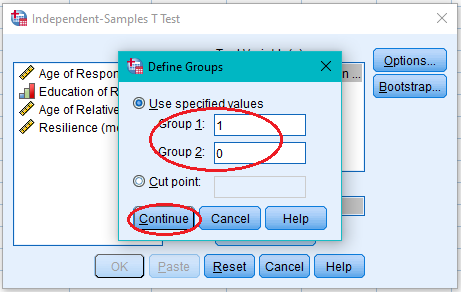 Independent-Samples T Test
Define Groups
Options...
Age of Respon
Education of R
Age of Relative
Resilience (me
n ...
Bootstrap...
Use specified values
Group 1: 1
Group 2: 0
Cut point:
Continue Cancel Help
OK Paste Reset Cancel Help